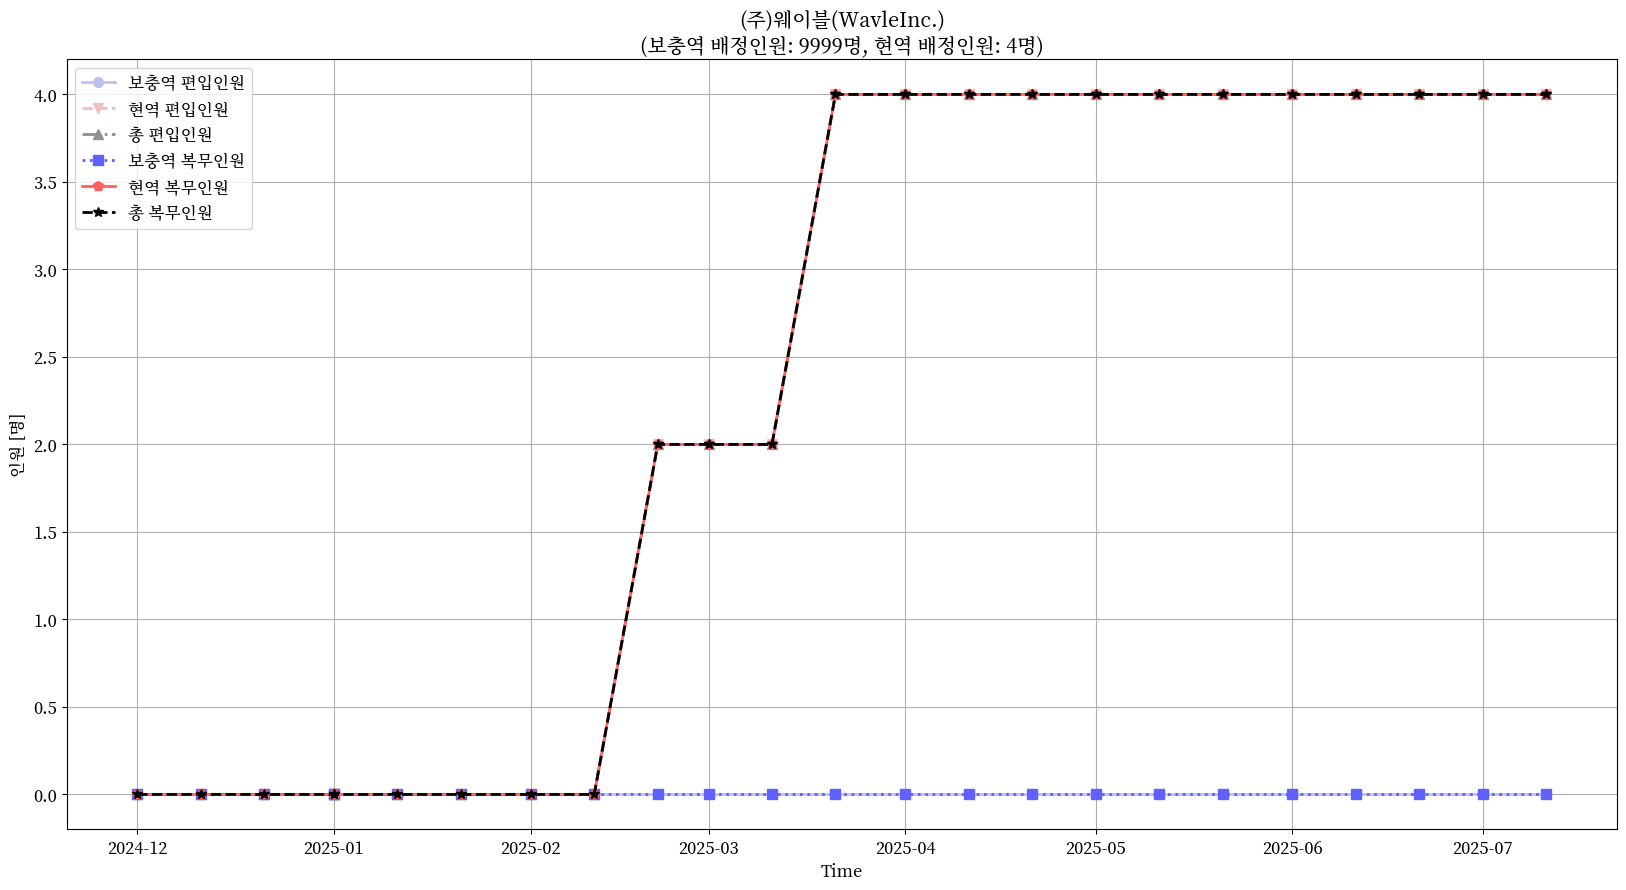 (주)웨이블(WavleInc.)
(보충역 배정인원: 9999명, 현역 배정인원: 4명)
보충역 편입인원
현역 편입인원
총 편입인원
보충역 복무인원
현역 복무인원
총 복무인원
4.0
3.5
3.0
2.5
2.0
1.5
1.0
0.5
0.0
인원 [명]
2024-12 2025-01 2025-02 2025-03 2025-04 2025-05 2025-06 2025-07
Time